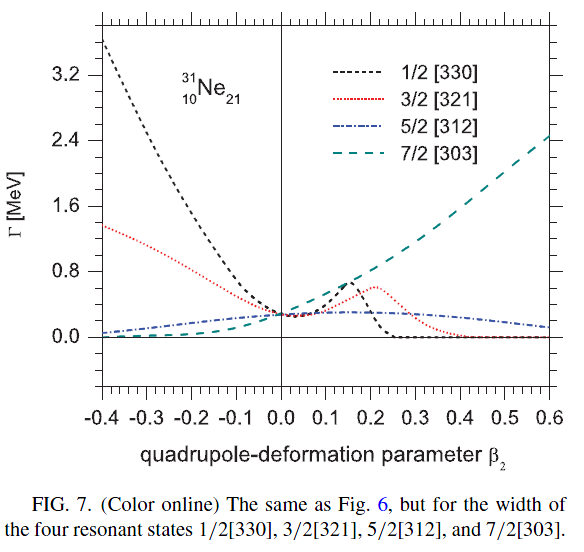 3.2
2.4
1.6
0.8
0.0
Γ [MeV]
31
10Ne21
1/2 [330]
3/2 [321]
5/2 [312]
7/2 [303]
-0.4 -0.3 -0.2 -0.1 0.0 0.1 0.2 0.3 0.4 0.5 0.6
quadrupole-deformation parameter β2
FIG. 7. (Color online) The same as Fig. 6, but for the width of
the four resonant states 1/2[330], 3/2[321], 5/2[312], and 7/2[303].